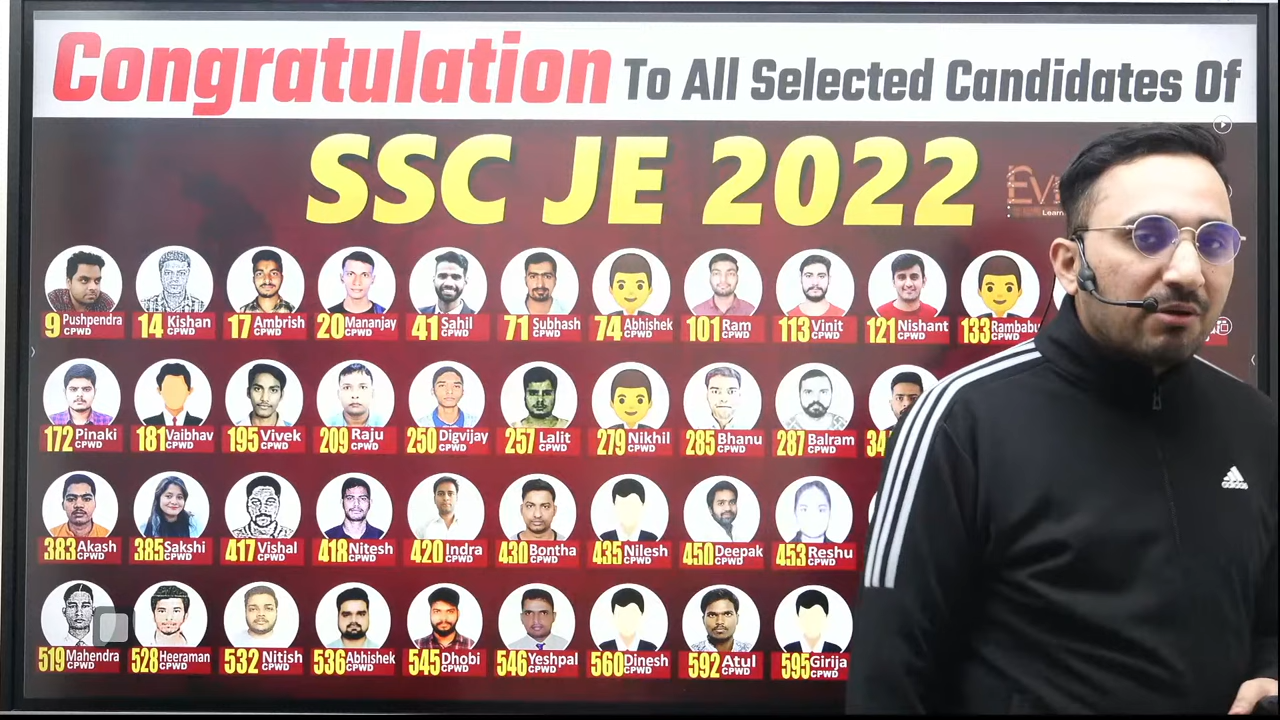 Congratulation To All Selected Candidates Of
SSC JE 2022
Ev
Learn
9 Pushpendra CPWD
14 Kishan CPWD
17 Ambrish CPWD
20 Mananjay CPWD
41 Sahil CPWD
71 Subhash CPWD
74 Abhishek CPWD
101 Ram CPWD
113 Vinit CPWD
121 Nishant CPWD
133 Rambabu CPWD
172 Pinaki CPWD
181 Vaibhav CPWD
195 Vivek CPWD
209 Raju CPWD
250 Digvijay CPWD
257 Lalit CPWD
279 Nikhil CPWD
285 Bhanu CPWD
287 Balram CPWD
34
383 Akash CPWD
385 Sakshi CPWD
417 Vishal CPWD
418 Nitesh CPWD
420 Indra CPWD
430 Bontha CPWD
435 Nilesh CPWD
450 Deepak CPWD
453 Reshu CPWD
519 Mahendra CPWD
528 Heeraman CPWD
532 Nitish CPWD
536 Abhishek CPWD
545 Dhobi CPWD
546 Yeshpal CPWD
560 Dinesh CPWD
592 Atul CPWD
595 Girija CPWD
adidas